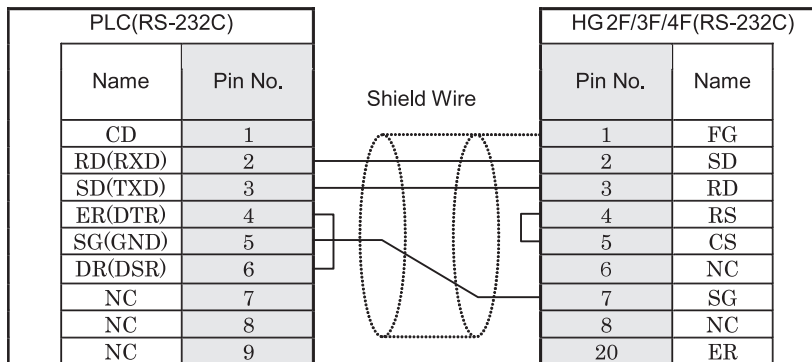 PLC(RS-232C) HG2F/3F/4F(RS-232C)
Name Pin No. Shield Wire Pin No. Name
CD 1 1 FG
RD(RXD) 2 2 SD
SD(TXD) 3 3 RD
ER(DTR) 4 4 RS
SG(GND) 5 5 CS
DR(DSR) 6 6 NC
NC 7 7 SG
NC 8 8 NC
NC 9 20 ER